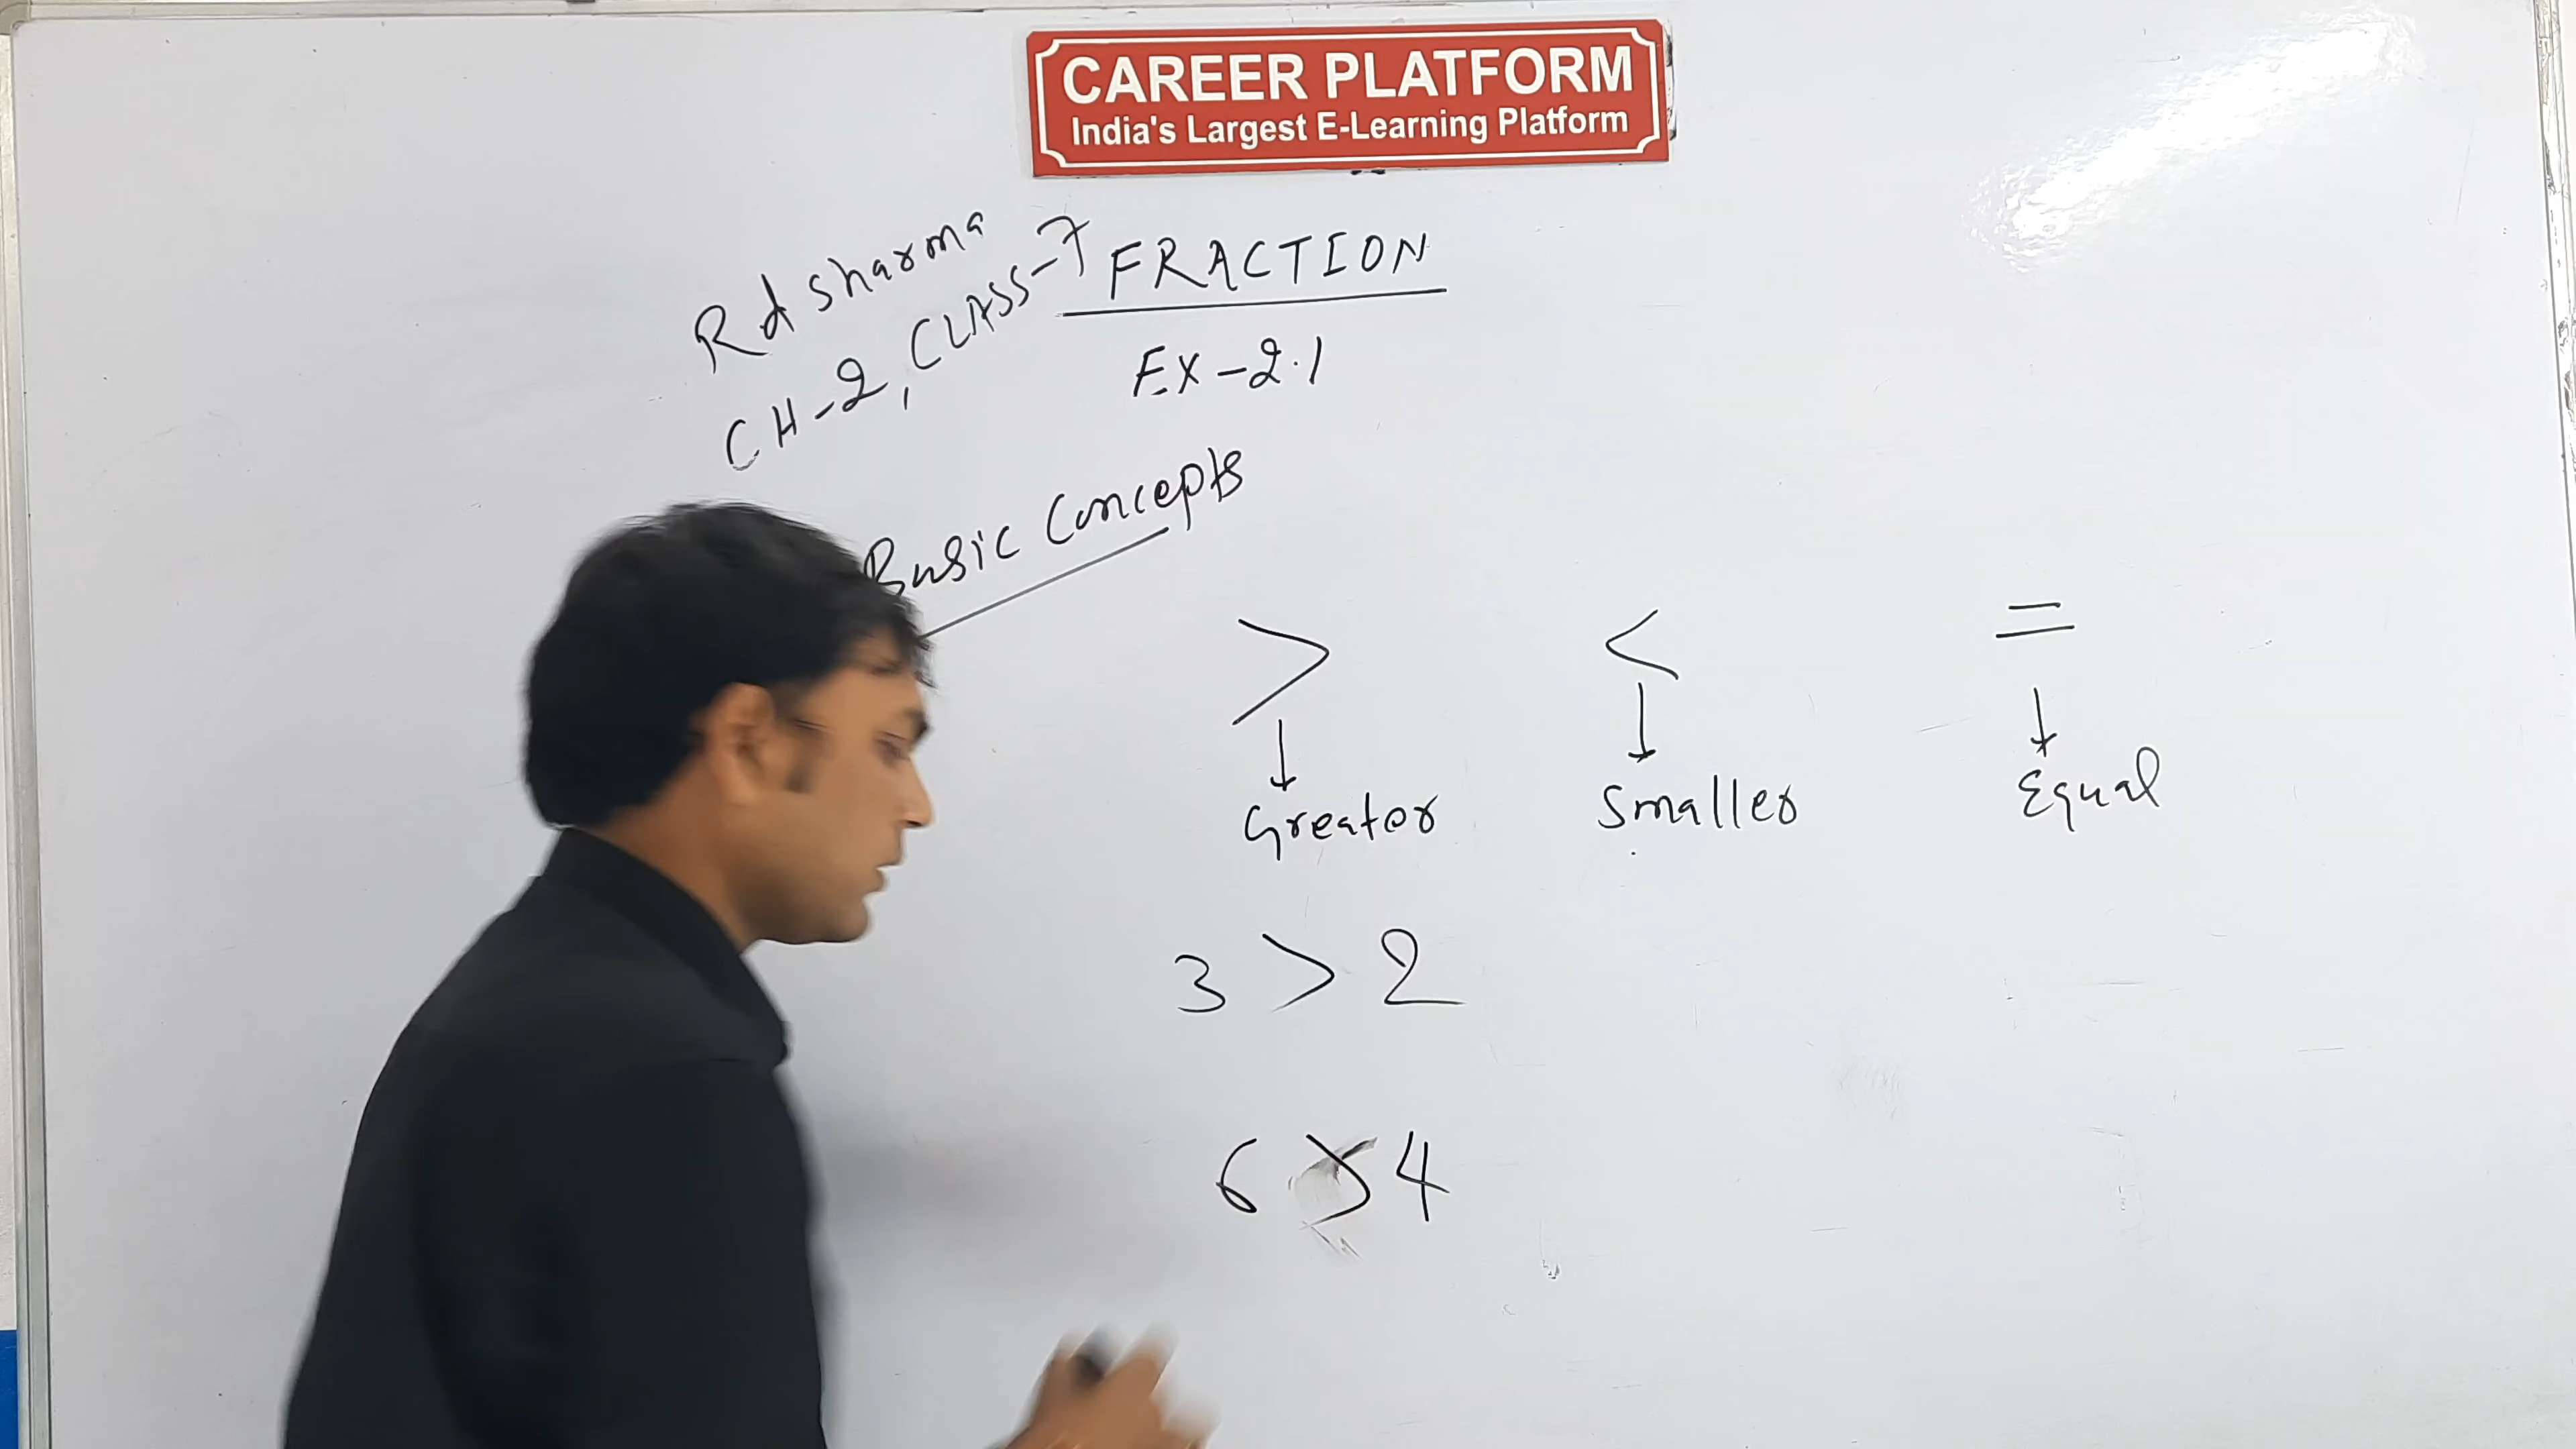 CAREER PLATFORM
India's Largest E-Learning Platform
Rd sharma
CH-2, CLASS-7
FRACTION
EX-2.1
Basic Concepts
> < =
Greator Smaller Equal
3 > 2
6 > 4